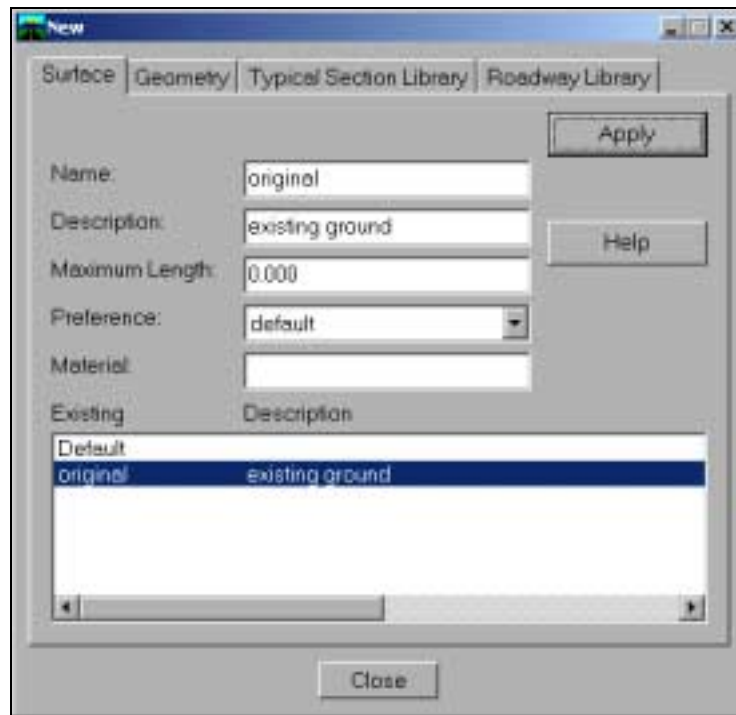 New
Surface Geometry Typical Section Library Roadway Library
Apply
Name: original
Description: existing ground
Help
Maximum Length: 0.000
Preference: default
Material:
Existing Description
Default
original existing ground
Close